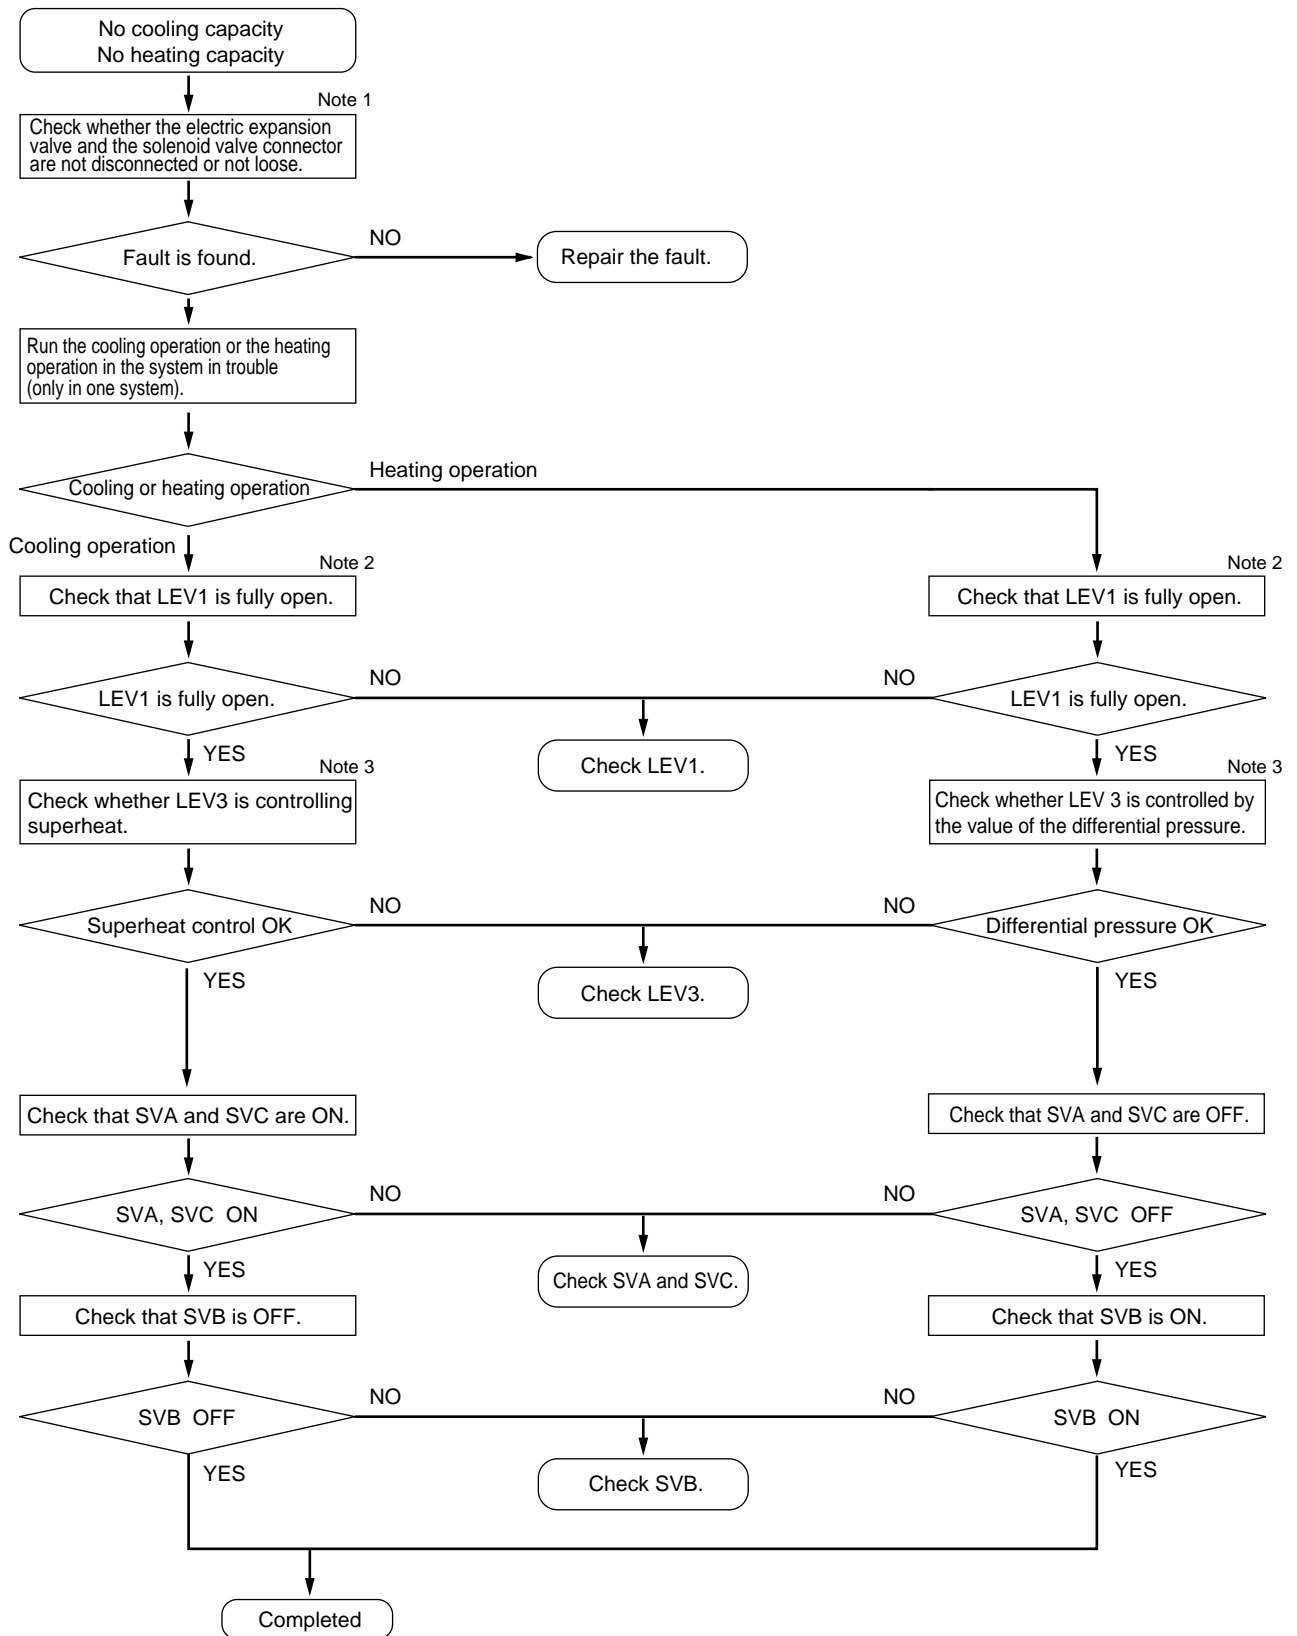 No cooling capacity
No heating capacity
Note 1
Check whether the electric expansion
valve and the solenoid valve connector
are not disconnected or not loose.
Fault is found.
NO
Repair the fault.
Run the cooling operation or the heating
operation in the system in trouble
(only in one system).
Cooling or heating operation
Heating operation
Cooling operation
Note 2
Check that LEV1 is fully open.
Note 2
Check that LEV1 is fully open.
LEV1 is fully open.
NO
NO
LEV1 is fully open.
Check LEV1.
YES
YES
Note 3
Check whether LEV3 is controlling
superheat.
Note 3
Check whether LEV 3 is controlled by
the value of the differential pressure.
Superheat control OK
NO
NO
Differential pressure OK
Check LEV3.
YES
YES
Check that SVA and SVC are ON.
Check that SVA and SVC are OFF.
SVA, SVC ON
NO
NO
SVA, SVC OFF
Check SVA and SVC.
YES
YES
Check that SVB is OFF.
Check that SVB is ON.
SVB OFF
NO
NO
SVB ON
Check SVB.
YES
YES
Completed